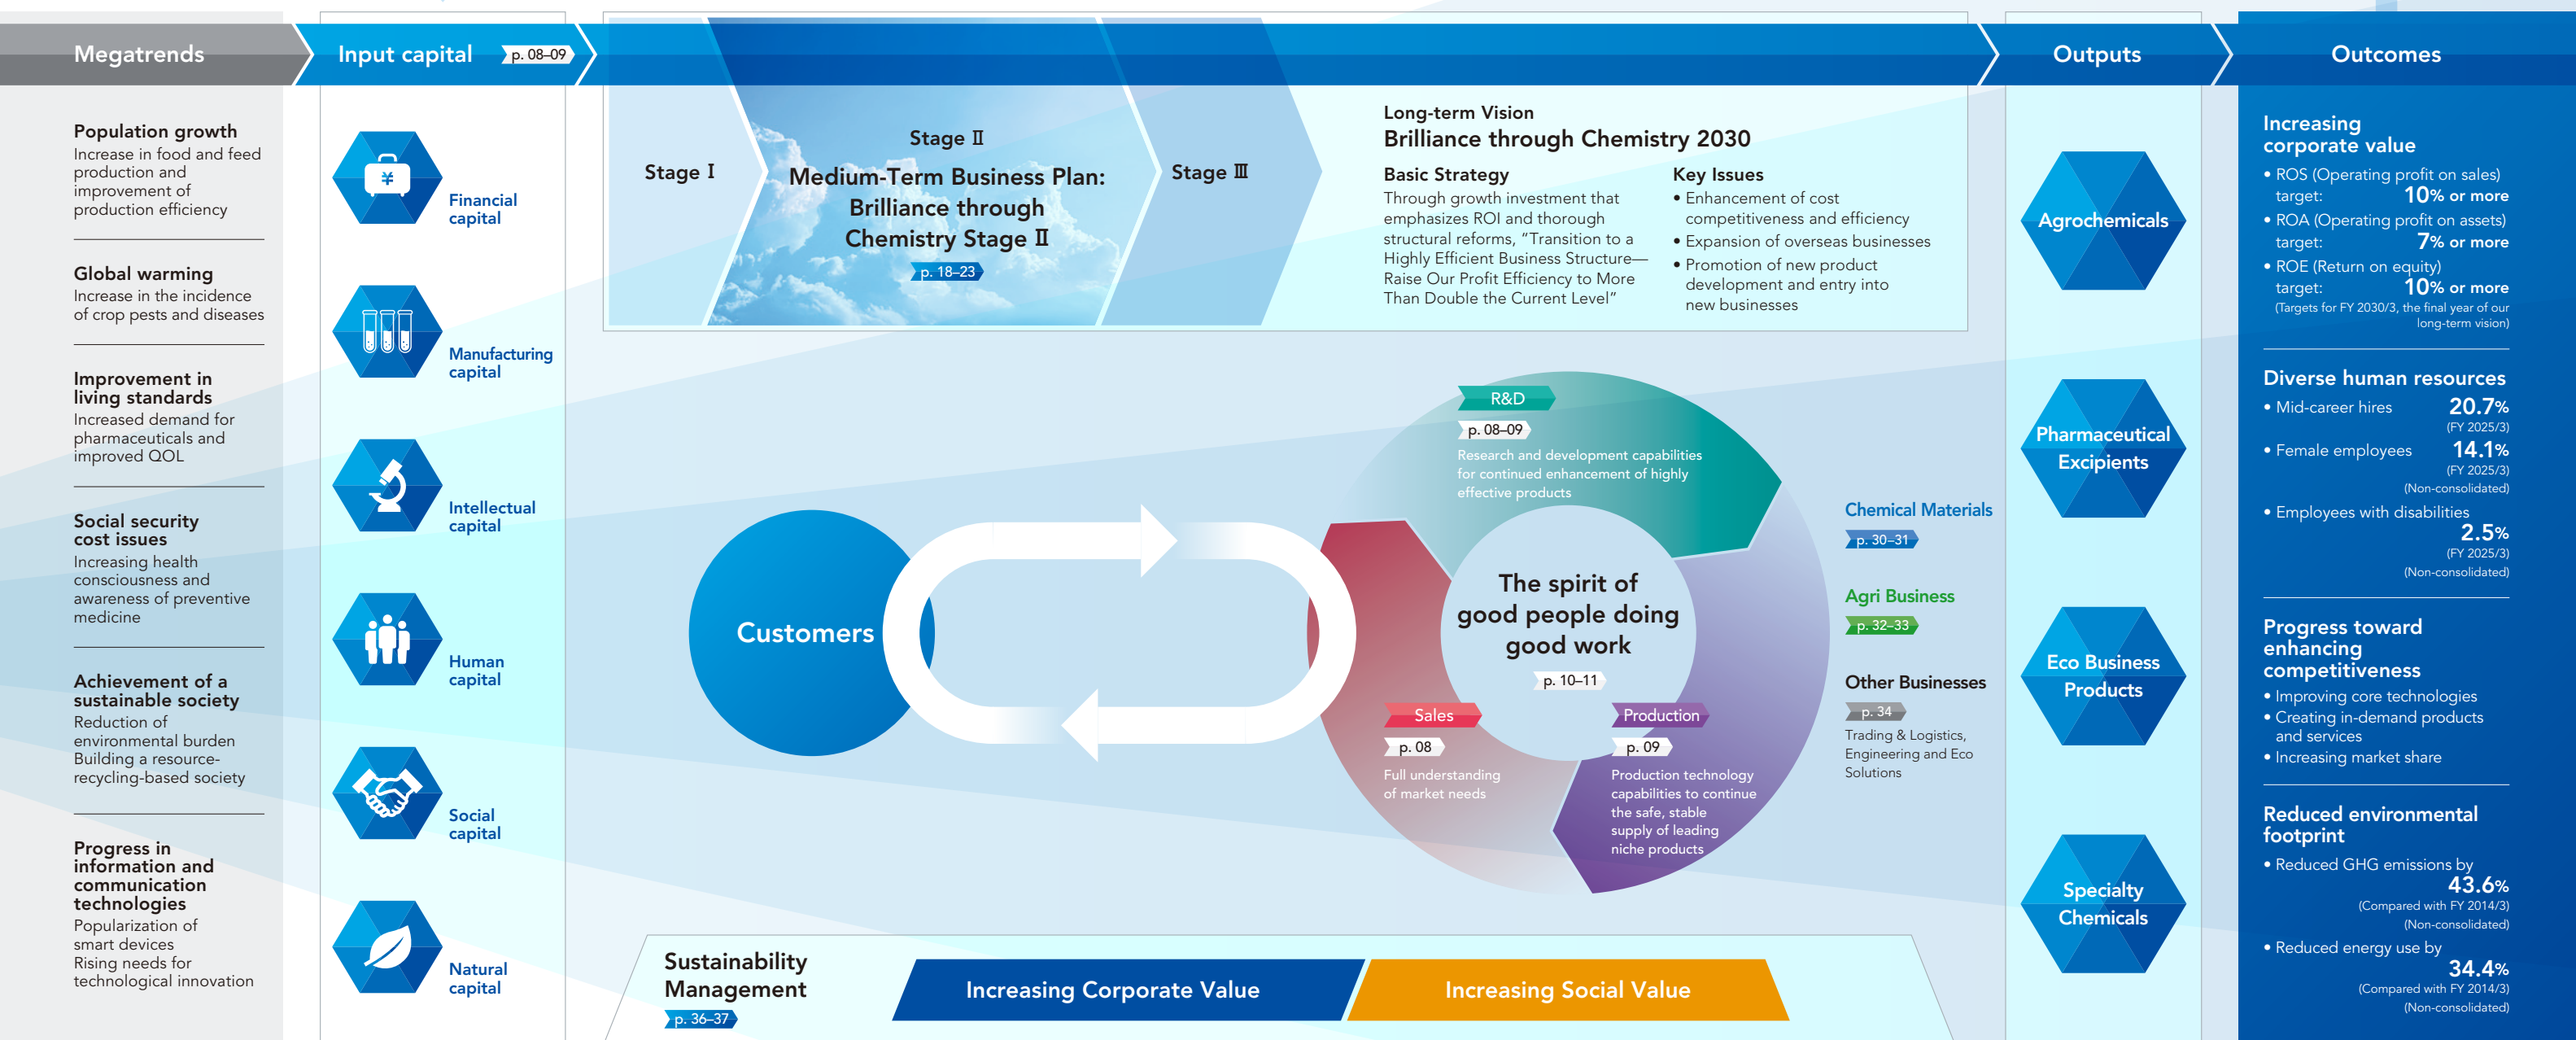 Megatrends
Population growth
Increase in food and feed
production and
improvement of
production efficiency
Global warming
Increase in the incidence
of crop pests and diseases
Improvement in
living standards
Increased demand for
pharmaceuticals and
improved QOL
Social security
cost issues
Increasing health
consciousness and
awareness of preventive
medicine
Achievement of a
sustainable society
Reduction of
environmental burden
Building a resource-
recycling-based society
Progress in
information and
communication
technologies
Popularization of
smart devices
Rising needs for
technological innovation
Input capital
p. 08–09
¥
Financial
capital
Manufacturing
capital
Intellectual
capital
Human
capital
Social
capital
Natural
capital
Stage Ⅰ
Stage Ⅱ
Medium-Term Business Plan:
Brilliance through
Chemistry Stage Ⅱ
p. 18–23
Stage Ⅲ
Long-term Vision
Brilliance through Chemistry 2030
Basic Strategy
Through growth investment that
emphasizes ROI and thorough
structural reforms, “Transition to a
Highly Efficient Business Structure—
Raise Our Profit Efficiency to More
Than Double the Current Level”
Key Issues
• Enhancement of cost
competitiveness and efficiency
• Expansion of overseas businesses
• Promotion of new product
development and entry into
new businesses
Customers
R&D
p. 08–09
Research and development capabilities
for continued enhancement of highly
effective products
The spirit of
good people doing
good work
p. 10–11
Sales
p. 08
Full understanding
of market needs
Production
p. 09
Production technology
capabilities to continue
the safe, stable
supply of leading
niche products
Chemical Materials
p. 30–31
Agri Business
p. 32–33
Other Businesses
p. 34
Trading & Logistics,
Engineering and Eco
Solutions
Sustainability
Management
p. 36–37
Increasing Corporate Value
Increasing Social Value
Outputs
Agrochemicals
Pharmaceutical
Excipients
Eco Business
Products
Specialty
Chemicals
Outcomes
Increasing
corporate value
• ROS (Operating profit on sales)
target: 10% or more
• ROA (Operating profit on assets)
target: 7% or more
• ROE (Return on equity)
target: 10% or more
(Targets for FY 2030/3, the final year of our
long-term vision)
Diverse human resources
• Mid-career hires 20.7%
(FY 2025/3)
• Female employees 14.1%
(FY 2025/3)
(Non-consolidated)
• Employees with disabilities
2.5%
(FY 2025/3)
(Non-consolidated)
Progress toward
enhancing
competitiveness
• Improving core technologies
• Creating in-demand products
and services
• Increasing market share
Reduced environmental
footprint
• Reduced GHG emissions by
43.6%
(Compared with FY 2014/3)
(Non-consolidated)
• Reduced energy use by
34.4%
(Compared with FY 2014/3)
(Non-consolidated)